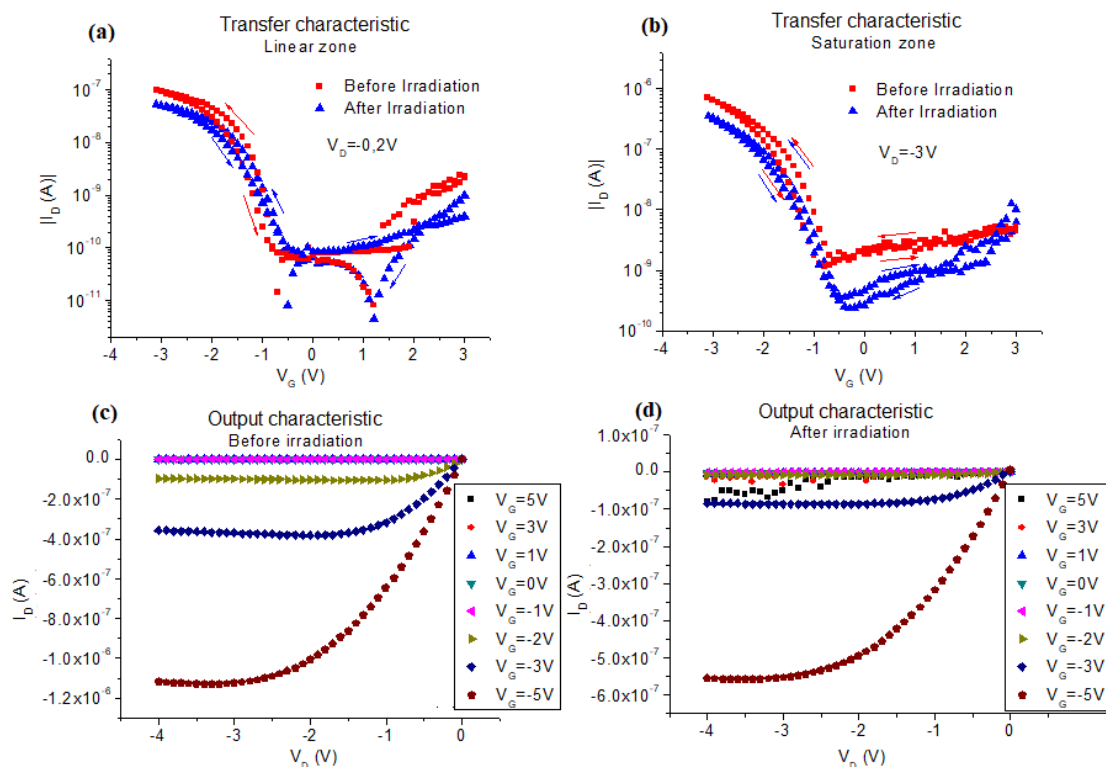 (a)
Transfer characteristic
Linear zone
Before Irradiation
After Irradiation
V_D=-0,2V
|I_D (A)|
10^-7
10^-8
10^-9
10^-10
10^-11
-4 -3 -2 -1 0 1 2 3 4
V_G (V)
(b)
Transfer characteristic
Saturation zone
Before Irradiation
After Irradiation
V_D=-3V
|I_D (A)|
10^-6
10^-7
10^-8
10^-9
10^-10
-4 -3 -2 -1 0 1 2 3 4
V_G (V)
(c)
Output characteristic
Before irradiation
0.0
-2.0x10^-7
-4.0x10^-7
-6.0x10^-7
-8.0x10^-7
-1.0x10^-6
-1.2x10^-6
I_D (A)
V_G=5V
V_G=3V
V_G=1V
V_G=0V
V_G=-1V
V_G=-2V
V_G=-3V
V_G=-5V
-4 -3 -2 -1 0
V_D (V)
(d)
Output characteristic
After irradiation
1.0x10^-7
0.0
-1.0x10^-7
-2.0x10^-7
-3.0x10^-7
-4.0x10^-7
-5.0x10^-7
-6.0x10^-7
I_D (A)
V_G=5V
V_G=3V
V_G=1V
V_G=0V
V_G=-1V
V_G=-2V
V_G=-3V
V_G=-5V
-4 -3 -2 -1 0
V_D (V)